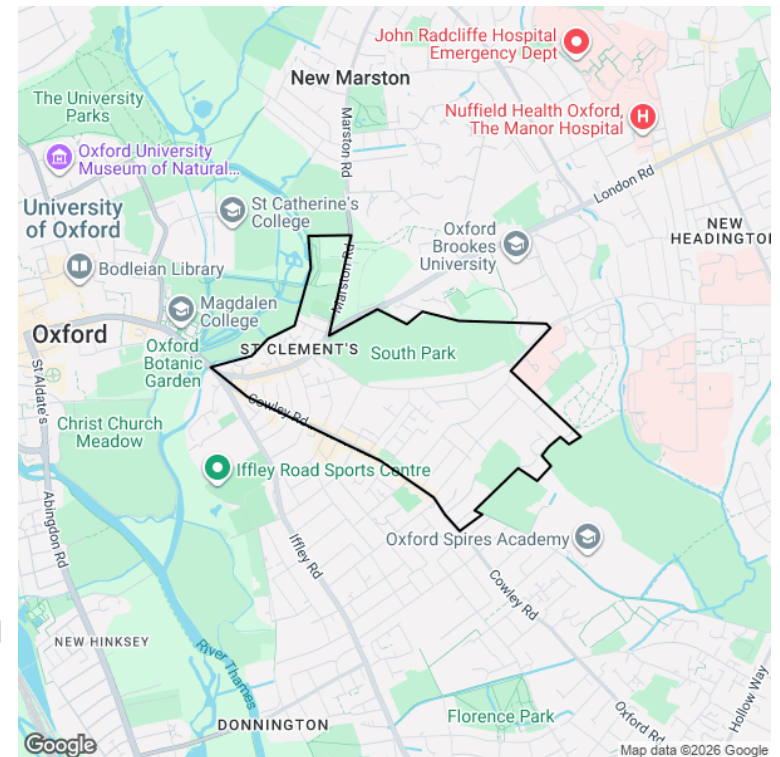 John Radcliffe Hospital
Emergency Dept
New Marston
The University
Parks
Nuffield Health Oxford,
The Manor Hospital
Marston Rd
Oxford University
Museum of Natural...
London Rd
St Catherine's
College
University
of Oxford
Oxford
Brookes
University
NEW
HEADINGTON
Bodleian Library
Marston Rd
Magdalen
College
Oxford
ST CLEMENT'S
South Park
Oxford
Botanic
Garden
St Aldate's
Cowley Rd
Christ Church
Meadow
Iffley Road Sports Centre
Abingdon Rd
Iffley Rd
Oxford Spires Academy
Cowley Rd
NEW HINKSEY
River Thames
Hollow Way
Florence Park
Oxford Rd
DONNINGTON
Google
Map data ©2026 Google